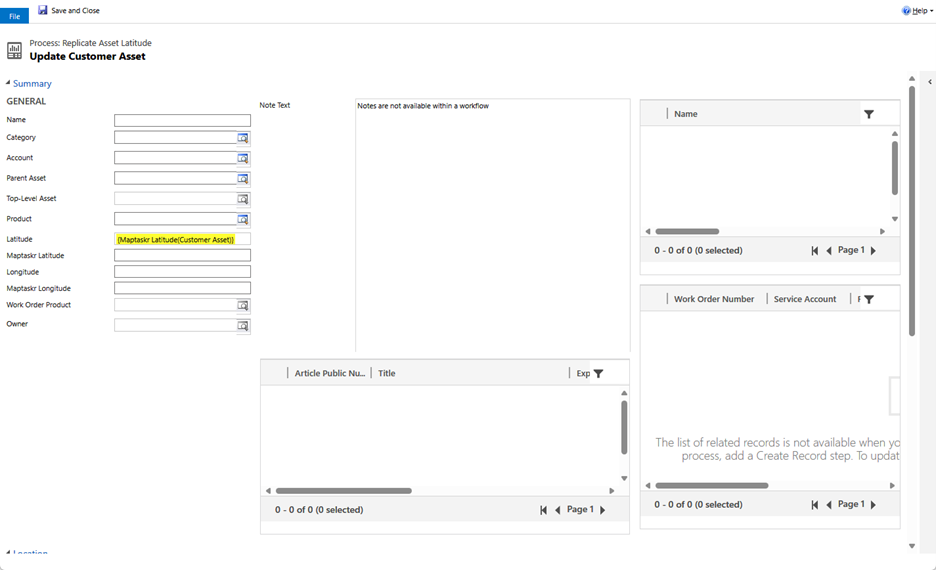 File
Save and Close
Help
Process: Replicate Asset Latitude
Update Customer Asset
Summary
GENERAL
Name
Category
Account
Parent Asset
Top-Level Asset
Product
Latitude
{Maptaskr Latitude(Customer Asset)}
Maptaskr Latitude
Longitude
Maptaskr Longitude
Work Order Product
Owner
Note Text
Notes are not available within a workflow
Article Public Nu... Title Exp
0 - 0 of 0 (0 selected) Page 1
Name
0 - 0 of 0 (0 selected) Page 1
Work Order Number Service Account F
The list of related records is not available when yo
process, add a Create Record step. To updat
0 - 0 of 0 (0 selected) Page 1
Location